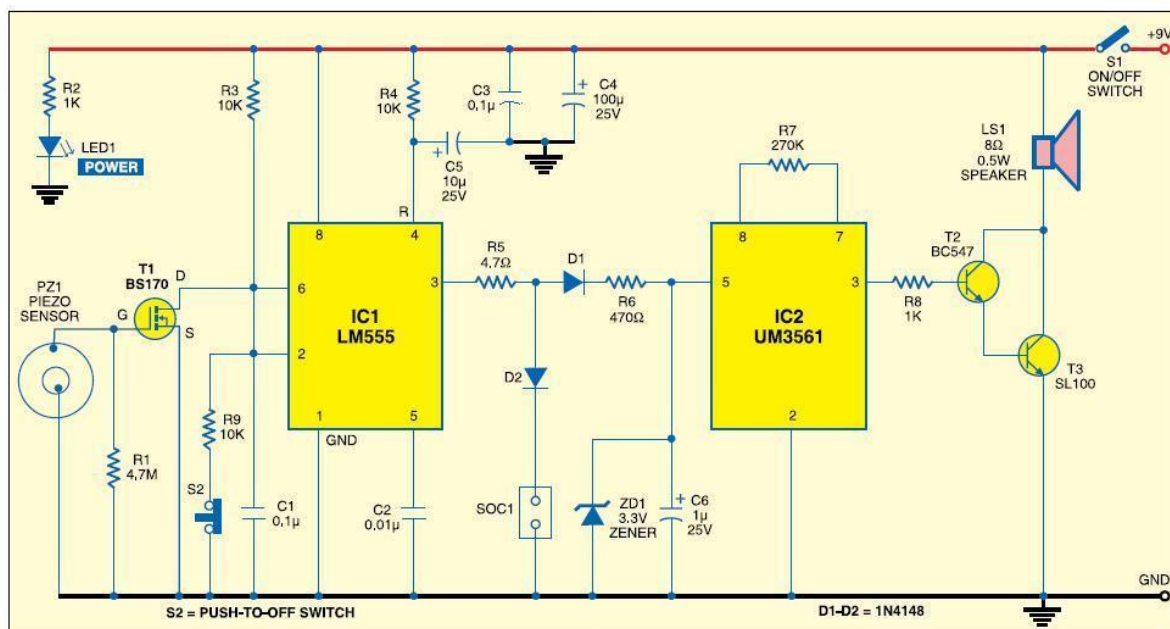 +9V
S1
ON/OFF
SWITCH
R2
1K
LED1
POWER
R3
10K
R4
10K
C3
0,1µ
C4
100µ
25V
+
C5
10µ
25V
+
R7
270K
LS1
8Ω
0.5W
SPEAKER
R
8
4
8
7
T1
BS170
D
G
S
PZ1
PIEZO
SENSOR
6
2
3
IC1
LM555
1
5
GND
R5
4.7Ω
D1
R6
470Ω
5
3
IC2
UM3561
2
T2
BC547
R8
1K
T3
SL100
D2
R9
10K
R1
4.7M
S2
C1
0,1µ
C2
0,01µ
SOC1
ZD1
3.3V
ZENER
+
C6
1µ
25V
GND
S2 = PUSH-TO-OFF SWITCH
D1-D2 = 1N4148